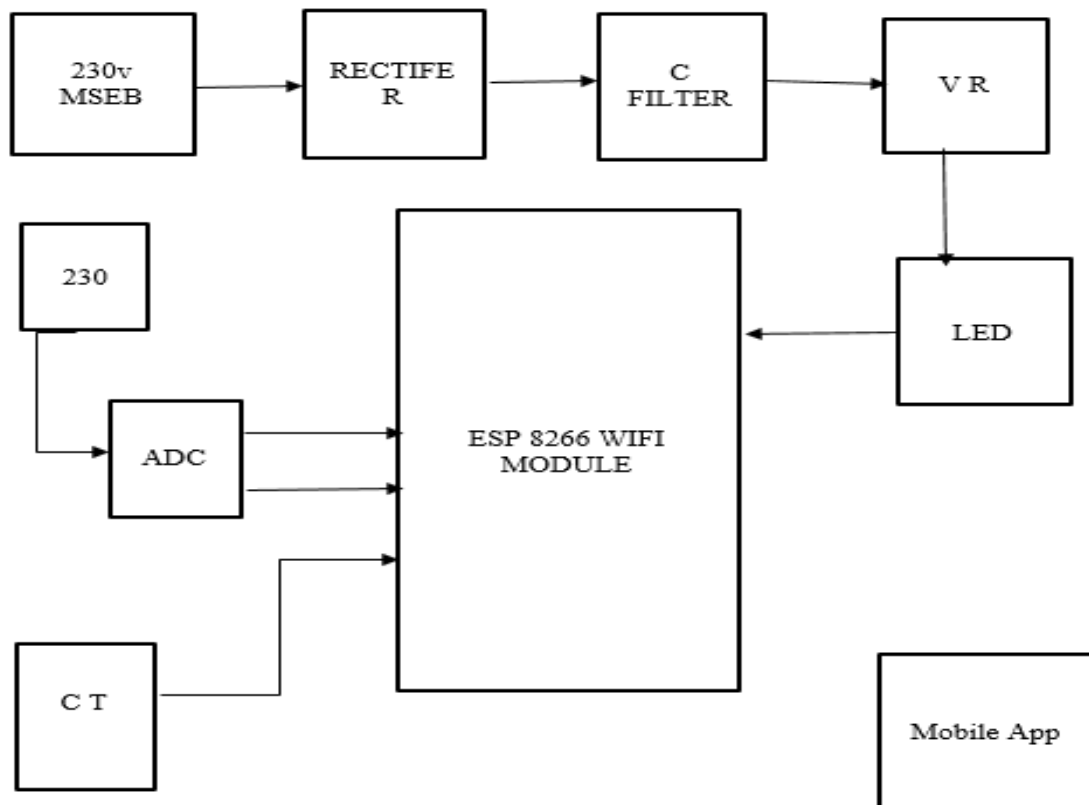 230v
MSEB
RECTIFE
R
C
FILTER
V R
230
LED
ADC
ESP 8266 WIFI
MODULE
C T
Mobile App